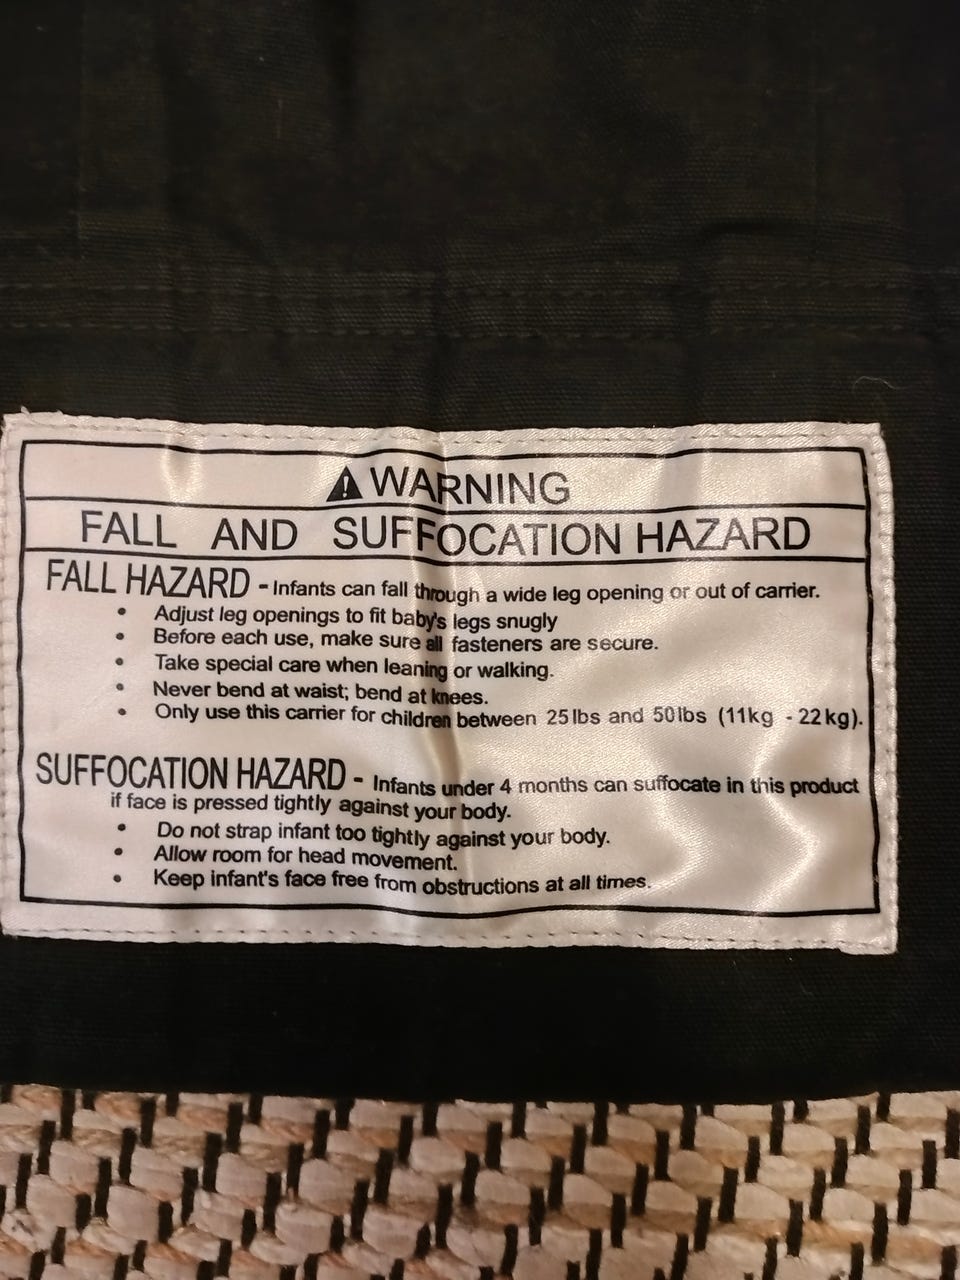 ⚠ WARNING
FALL AND SUFFOCATION HAZARD
FALL HAZARD - Infants can fall through a wide leg opening or out of carrier.
• Adjust leg openings to fit baby's legs snugly
• Before each use, make sure all fasteners are secure.
• Take special care when leaning or walking.
• Never bend at waist; bend at knees.
• Only use this carrier for children between 25lbs and 50lbs (11kg - 22kg).
SUFFOCATION HAZARD - Infants under 4 months can suffocate in this product
if face is pressed tightly against your body.
• Do not strap infant too tightly against your body.
• Allow room for head movement.
• Keep infant's face free from obstructions at all times.